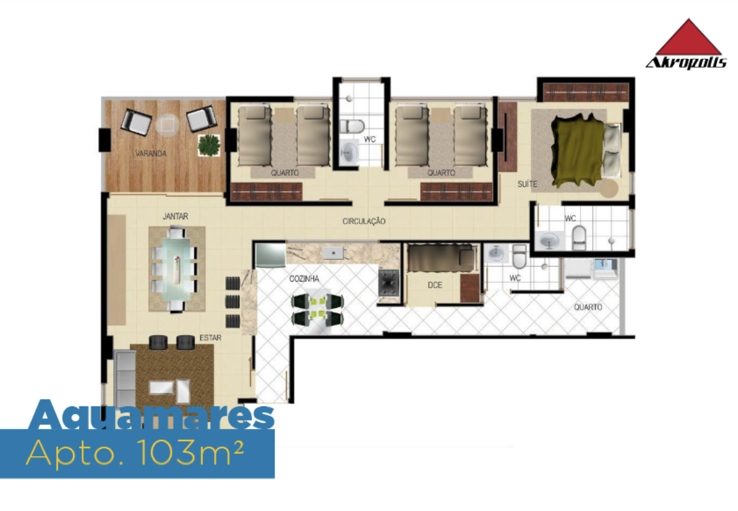 Akropolis
WC
VARANDA
QUARTO
QUARTO
SUÍTE
JANTAR
CIRCULAÇÃO
WC
COZINHA
DCE
WC
QUARTO
ESTAR
Aquamares
Apto. 103m²